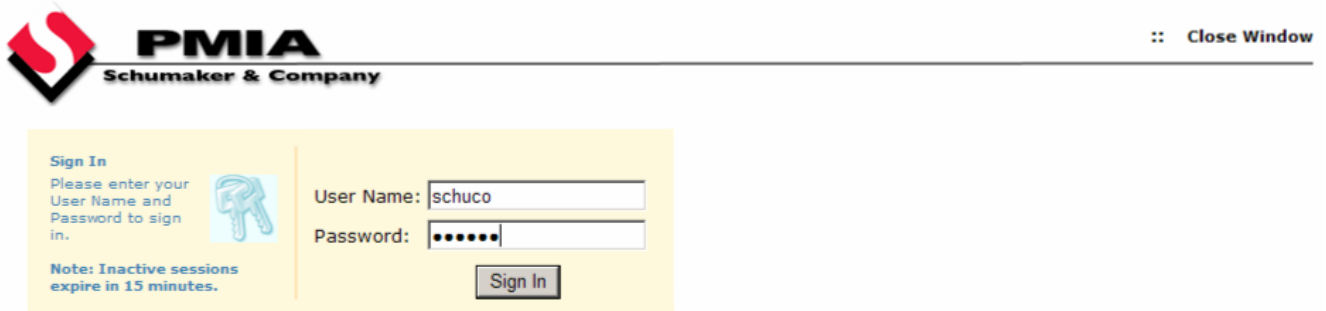 PMIA
Schumaker & Company
:: Close Window
Sign In
Please enter your
User Name and
Password to sign
in.
Note: Inactive sessions
expire in 15 minutes.
User Name: schuco
Password: ••••••
Sign In